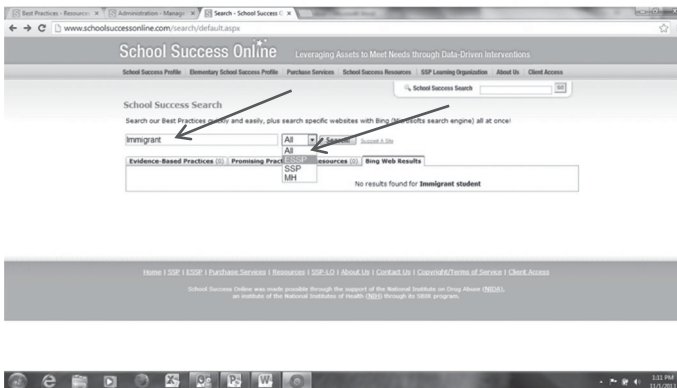 Best Practices - Resource Administration - Manage Search - School Success O
www.schoolsuccessonline.com/search/default.aspx
School Success Online Leveraging Assets to Meet Needs through Data-Driven Interventions
School Success Profile Elementary School Success Profile Purchase Services School Success Resources SSP Learning Organization About Us Client Access
School Success Search GO
School Success Search
Search our Best Practices quickly and easily, plus search specific websites with Bing (Microsofts search engine) all at once!
Immigrant All Search Suggest A Site
All
ESSP
SSP
MH
Evidence-Based Practices (0) Promising Pract Resources (0) Bing Web Results
No results found for Immigrant student
Home | SSP | ESSP | Purchase Services | Resources | SSP-LO | About Us | Contact Us | Copyright/Terms of Service | Client Access
School Success Online was made possible through the support of the National Institute on Drug Abuse (NIDA),
an institute of the National Institutes of Health (NIH) through its SBIR program.
1:11 PM
11/1/2011